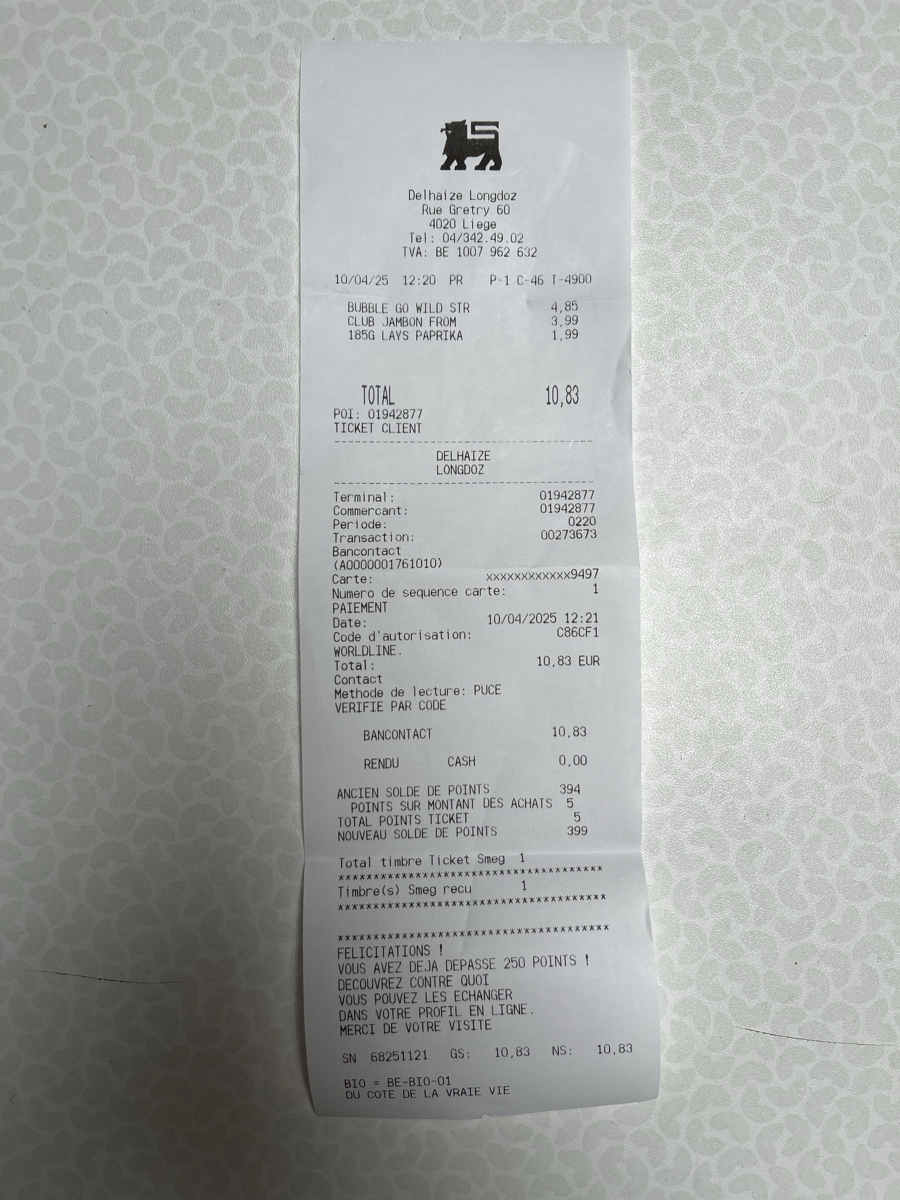 Delhaize Longdoz
Rue Gretry 60
4020 Liege
Tel: 04/342.49.02
TVA: BE 1007 962 632
10/04/25 12:20 PR P-1 C-46 T-4900
BUBBLE GO WILD STR 4,85
CLUB JAMBON FROM 3,99
185G LAYS PAPRIKA 1,99
TOTAL 10,83
POI: 01942877
TICKET CLIENT
--------------------------------------
DELHAIZE
LONGDOZ
--------------------------------------
Terminal: 01942877
Commercant: 01942877
Periode: 0220
Transaction: 00273673
Bancontact
(A0000001761010)
Carte: xxxxxxxxxxxx9497
Numero de sequence carte: 1
PAIEMENT
Date: 10/04/2025 12:21
Code d'autorisation: C86CF1
WORLDLINE.
Total: 10,83 EUR
Contact
Methode de lecture: PUCE
VERIFIE PAR CODE
BANCONTACT 10,83
RENDU CASH 0,00
ANCIEN SOLDE DE POINTS 394
POINTS SUR MONTANT DES ACHATS 5
TOTAL POINTS TICKET 5
NOUVEAU SOLDE DE POINTS 399
Total timbre Ticket Smeg 1
**************************************
Timbre(s) Smeg recu 1
**************************************
**************************************
FELICITATIONS !
VOUS AVEZ DEJA DEPASSE 250 POINTS !
DECOUVREZ CONTRE QUOI
VOUS POUVEZ LES ECHANGER
DANS VOTRE PROFIL EN LIGNE.
MERCI DE VOTRE VISITE
SN 68251121 GS: 10,83 NS: 10,83
BIO = BE-BIO-01
DU COTE DE LA VRAIE VIE